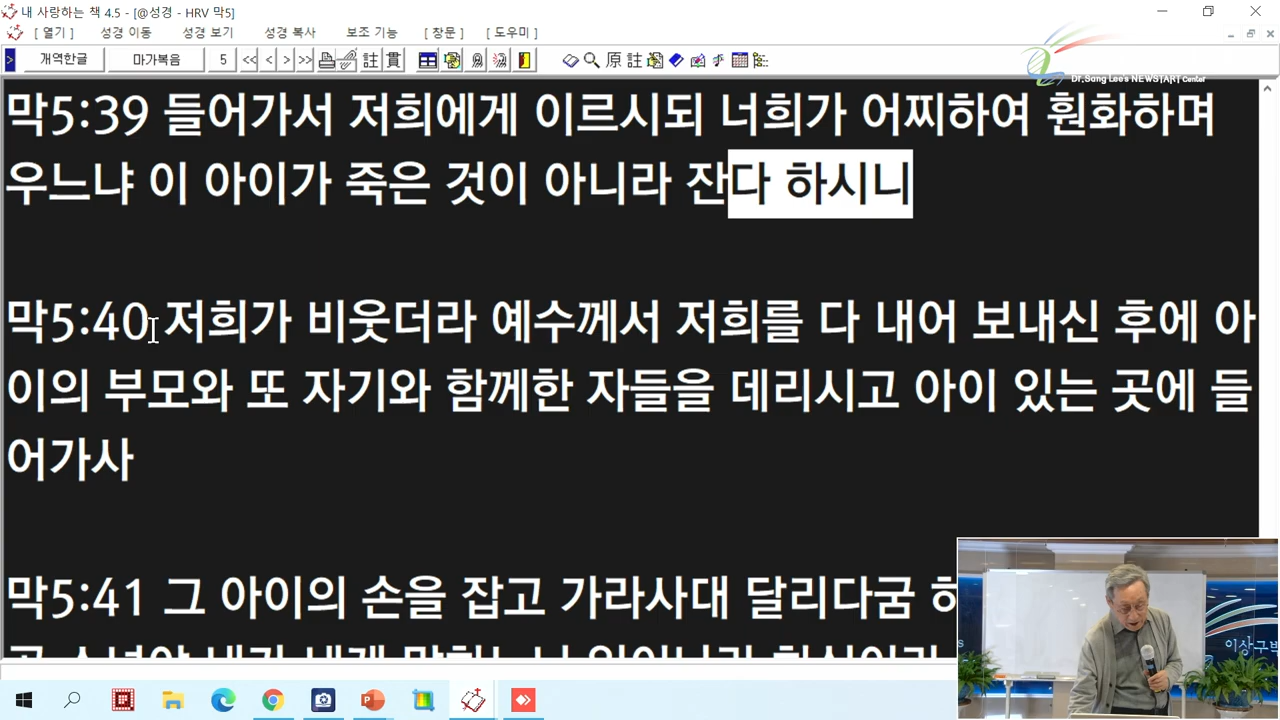 내 사랑하는 책 4.5 - [@성경 - HRV 막5]
[ 열기 ] 성경 이동 성경 보기 성경 복사 보조 기능 [ 창문 ] [ 도우미 ]
개역한글 마가복음 5 << < > >> 註 貫 原 註
Dr.Sang Lee's NEWSTART Center
막5:39 들어가서 저희에게 이르시되 너희가 어찌하여 훤화하며
우느냐 이 아이가 죽은 것이 아니라 잔다 하시니
막5:40 저희가 비웃더라 예수께서 저희를 다 내어 보내신 후에 아
이의 부모와 또 자기와 함께한 자들을 데리시고 아이 있는 곳에 들
어가사
막5:41 그 아이의 손을 잡고 가라사대 달리다굼
이상구박